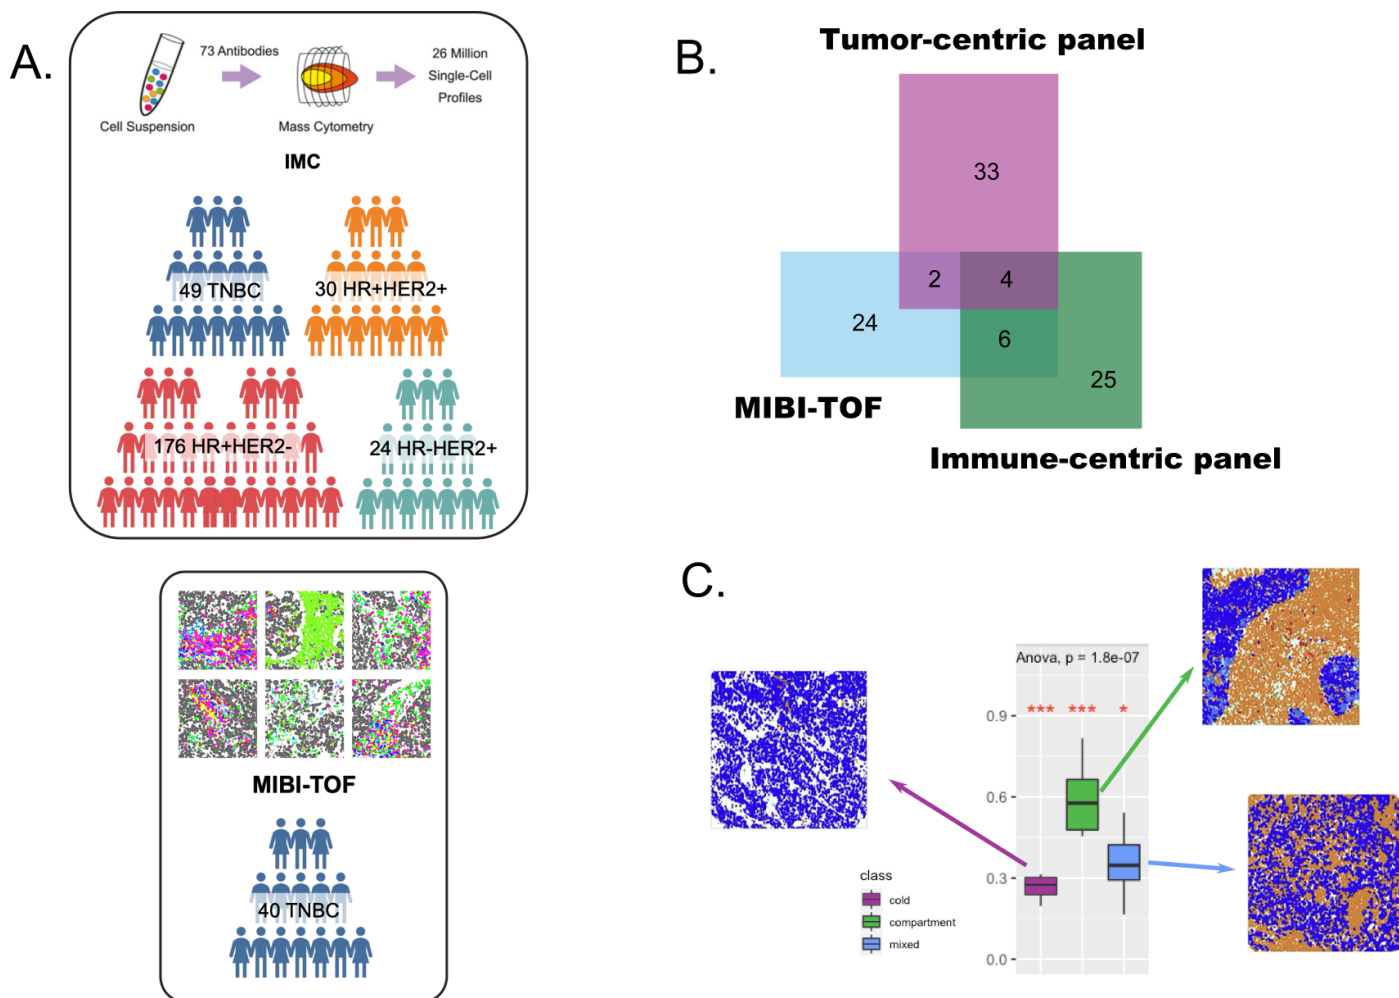 A.
73 Antibodies
26 Million
Single-Cell
Profiles
Cell Suspension
Mass Cytometry
IMC
49 TNBC
30 HR+HER2+
176 HR+HER2-
24 HR-HER2+
MIBI-TOF
40 TNBC
B.
Tumor-centric panel
33
2
4
24
6
25
MIBI-TOF
Immune-centric panel
C.
Anova, p = 1.8e-07
*** *** *
0.9
0.6
0.3
0.0
class
cold
compartment
mixed